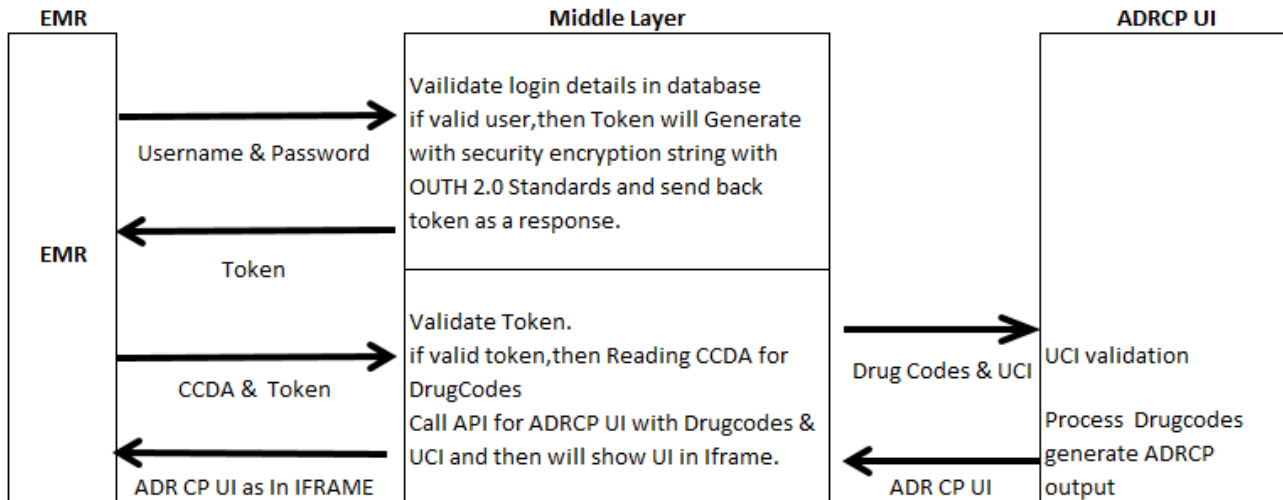 EMR
Middle Layer
ADRCP UI
Vailidate login details in database
if valid user,then Token will Generate
with security encryption string with
OUTH 2.0 Standards and send back
token as a response.
Username & Password
EMR
Token
Validate Token.
if valid token,then Reading CCDA for
DrugCodes
Call API for ADRCP UI with Drugcodes &
UCI and then will show UI in Iframe.
CCDA & Token
ADR CP UI as In IFRAME
Drug Codes & UCI
ADR CP UI
UCI validation
Process Drugcodes
generate ADRCP
output